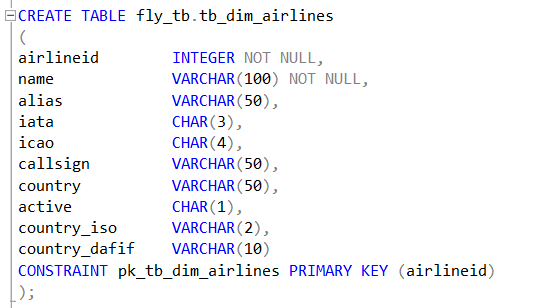 CREATE TABLE fly_tb.tb_dim_airlines
(
airlineid INTEGER NOT NULL,
name VARCHAR(100) NOT NULL,
alias VARCHAR(50),
iata CHAR(3),
icao CHAR(4),
callsign VARCHAR(50),
country VARCHAR(50),
active CHAR(1),
country_iso VARCHAR(2),
country_dafif VARCHAR(10)
CONSTRAINT pk_tb_dim_airlines PRIMARY KEY (airlineid)
);